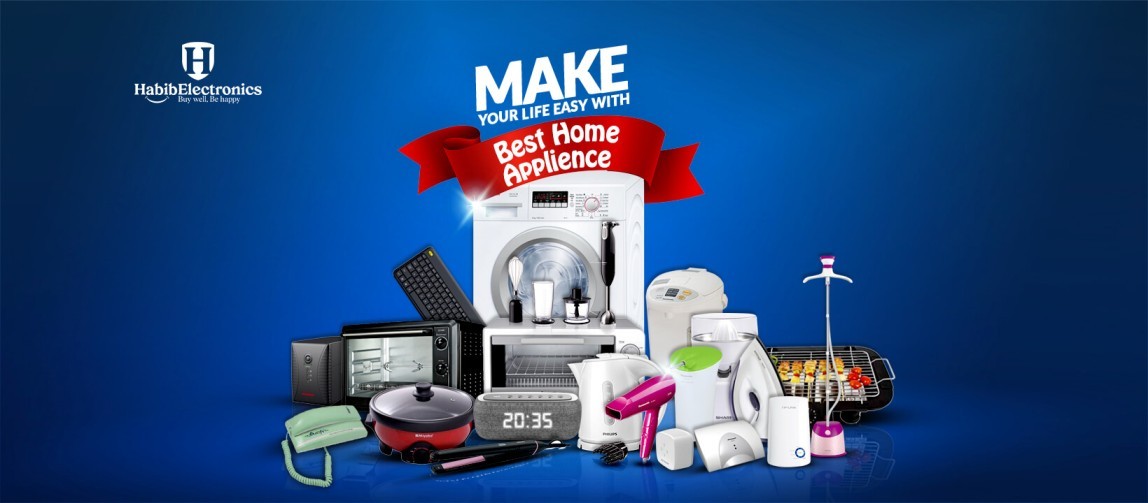 HabibElectronics
Buy well, Be happy
MAKE
YOUR LIFE EASY WITH
Best Home
Applience
20:35
PHILIPS